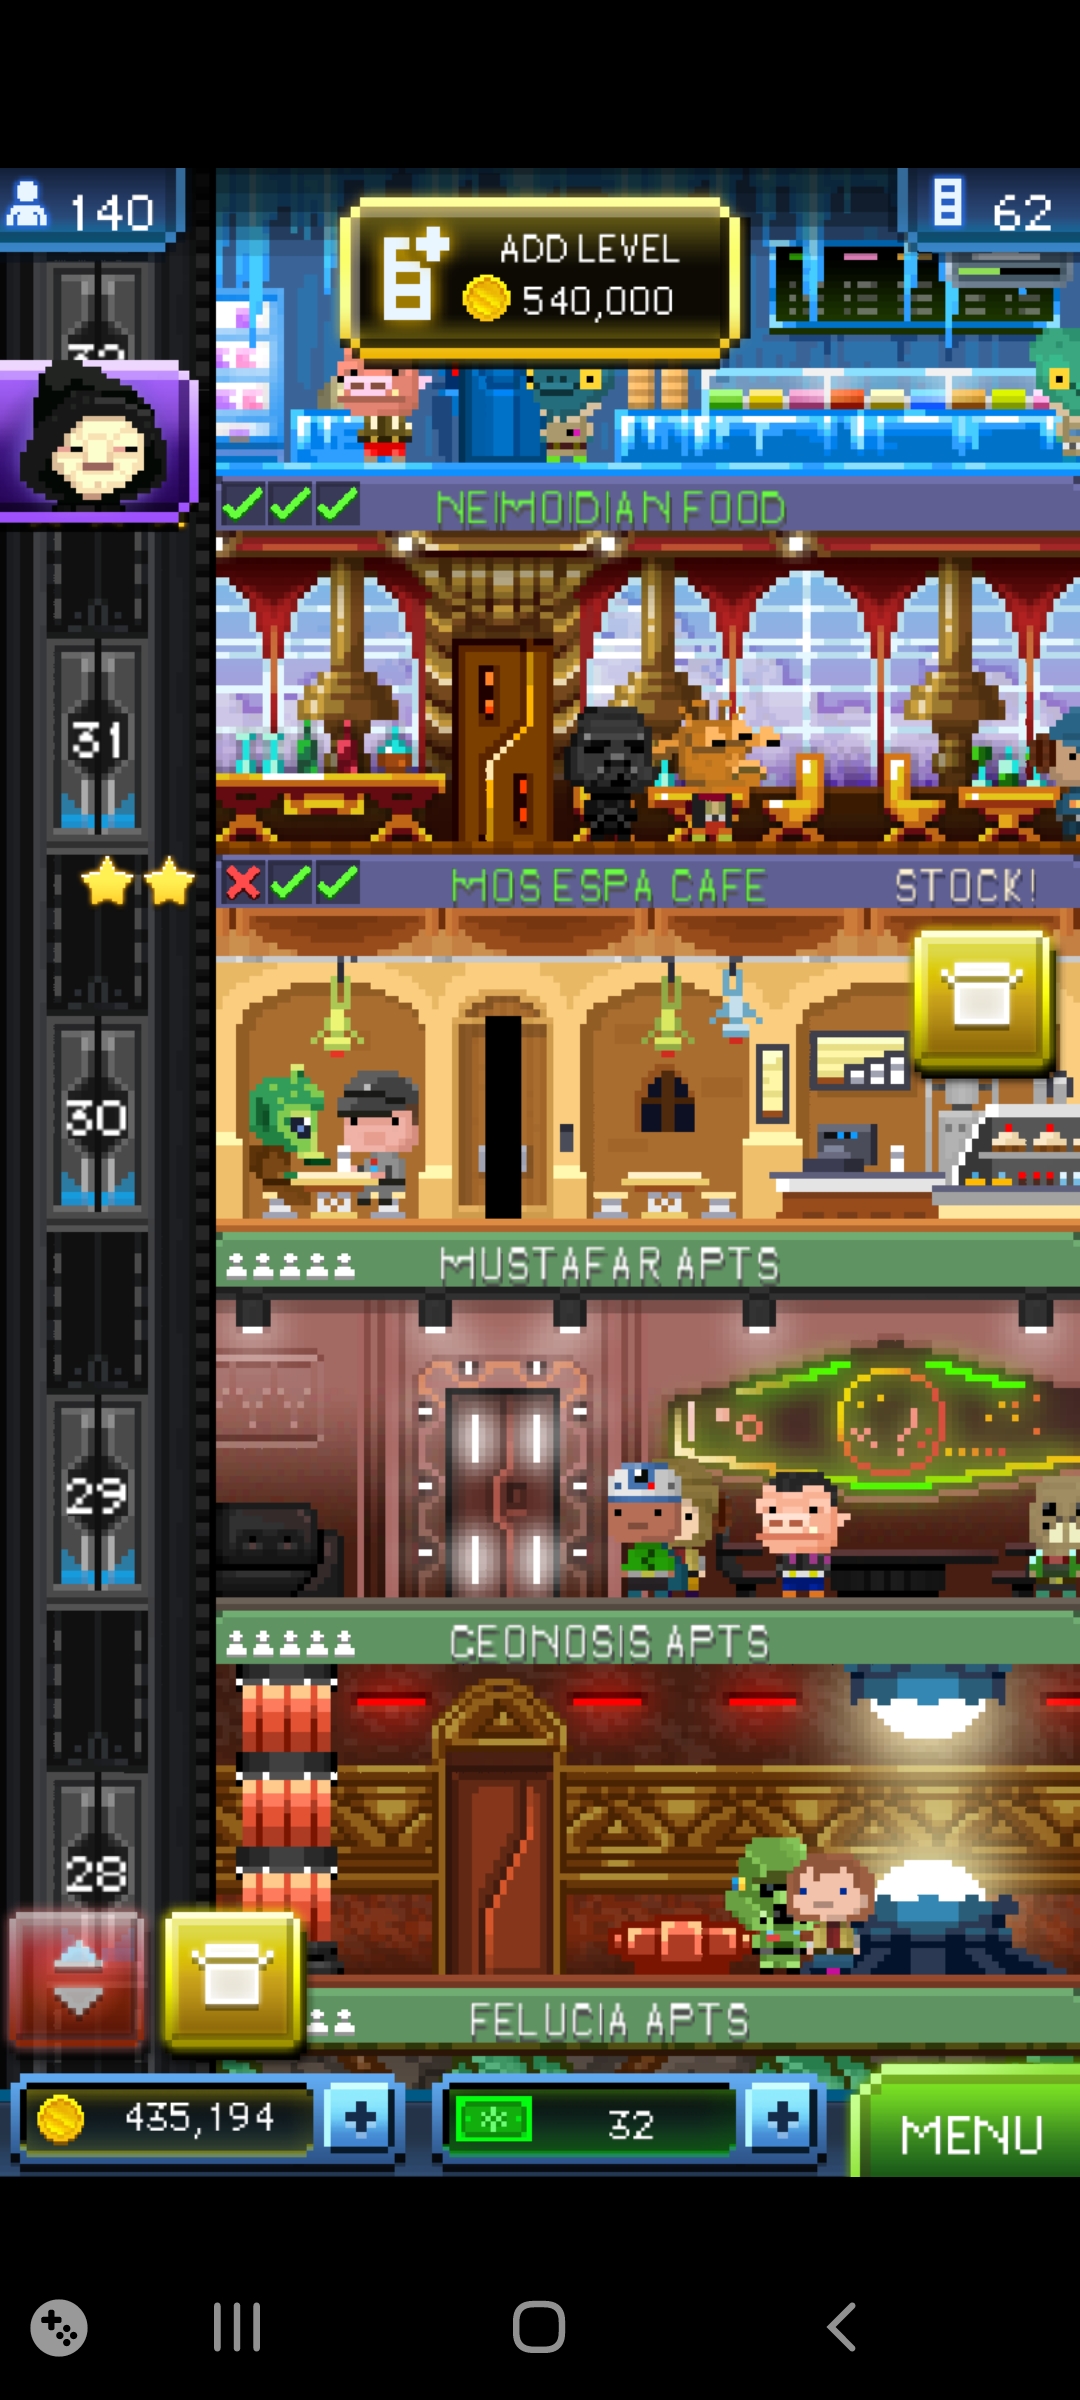 140
62
ADD LEVEL
540,000
NEIMOIDIAN FOOD
31
MOS ESPA CAFE
STOCK!
30
MUSTAFAR APTS
29
GEONOSIS APTS
28
FELUCIA APTS
435,194
32
MENU